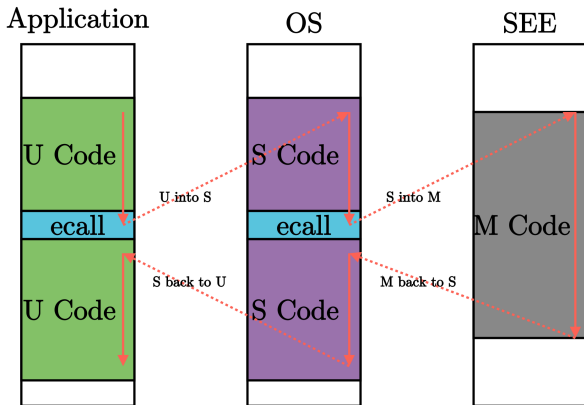 Application
OS
SEE
U Code
S Code
U into S
S into M
ecall
ecall
M Code
S back to U
M back to S
U Code
S Code